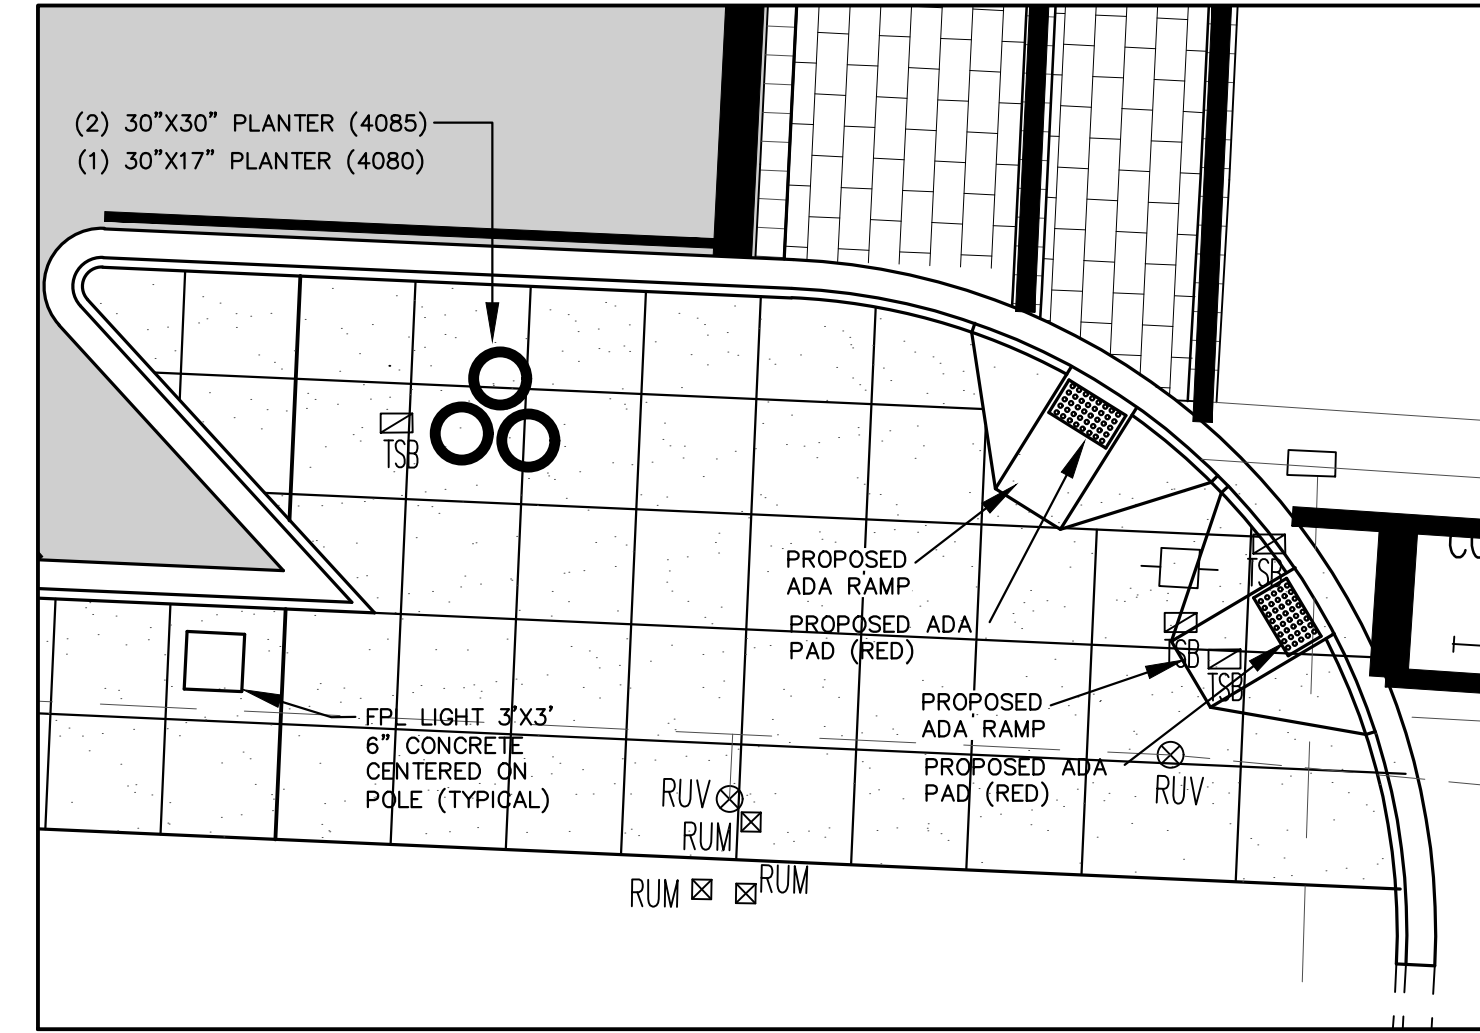 (2) 30"X30" PLANTER (4085)
(1) 30"X17" PLANTER (4080)
TSB
PROPOSED
ADA RAMP
PROPOSED ADA
PAD (RED)
TSB
TSB
TSB
PROPOSED
ADA RAMP
PROPOSED ADA
PAD (RED)
RUV
FPL LIGHT 3'X3'
6" CONCRETE
CENTERED ON
POLE (TYPICAL)
RUV
RUM
RUM
RUM